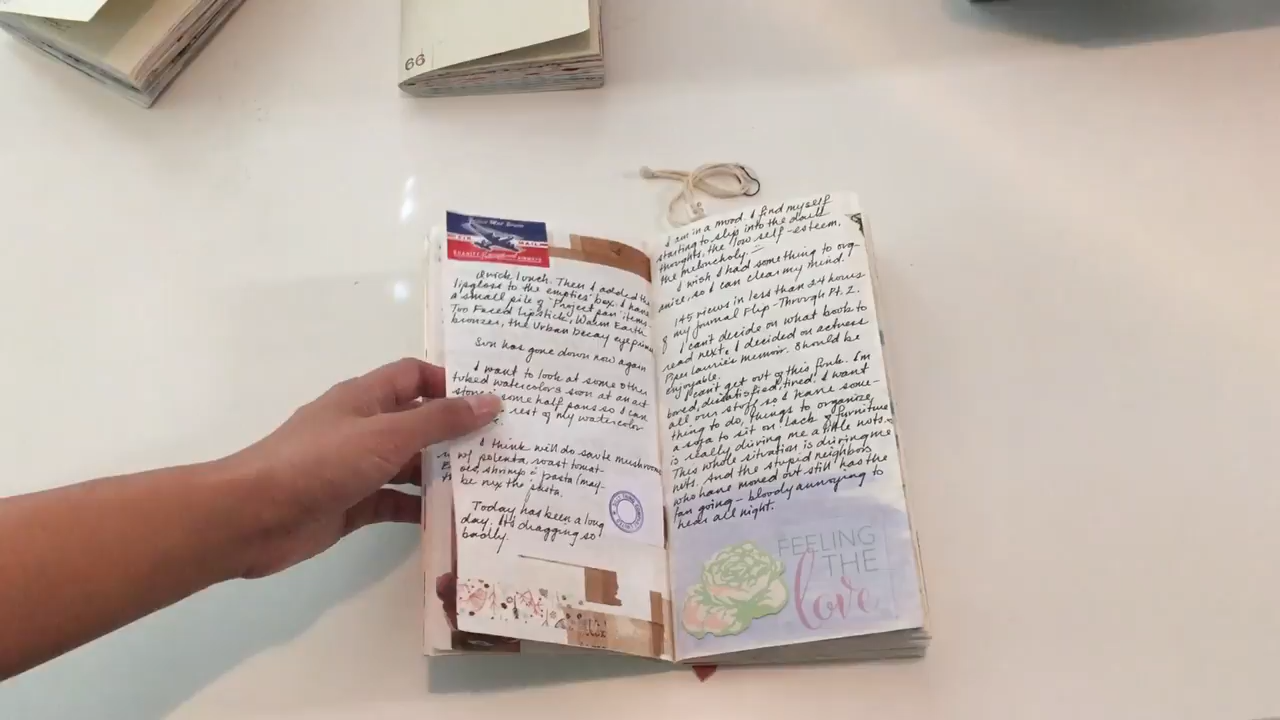 66
AIR MAIL
Quick lunch. Then I added the
lipgloss to the empties' box. I have
a small pile of "Project pan" items-
Too Faced lipstick, Warm Earth
bronzer, the Urban Decay eye prime
Sun has gone down now again
I want to look at some other
tubed watercolors soon at an art
store & some half pans so I can
rest of my watercolor
I think will do saute mushroom
w/ polenta, roast tomat-
oes, shrimp & pasta (may-
be nix the pasta.
Today has been a long
day. It's dragging so
badly.
I am in a mood. I find myself
starting to slip into the dark
thoughts, the low self-esteem,
the melancholy.
I wish I had something to org-
anize, so I can clear my mind.
145 views in less than 24 hours
of my Journal Flip-Through Pt. 2.
I can't decide on what book to
read next. I decided on actress
Piper Laurie's memoir. Should be
enjoyable.
I can't get out of this funk. I'm
bored, dissatisfied, tired. I want
all our stuff so I have some-
thing to do, things to organize,
a sofa to sit on. Lack of furniture
is really driving me a little nuts.
This whole situation is driving me
nuts. And the stupid neighbors
who have moved out still has the
fan going - bloody annoying to
hear all night.
FEELING
THE
love